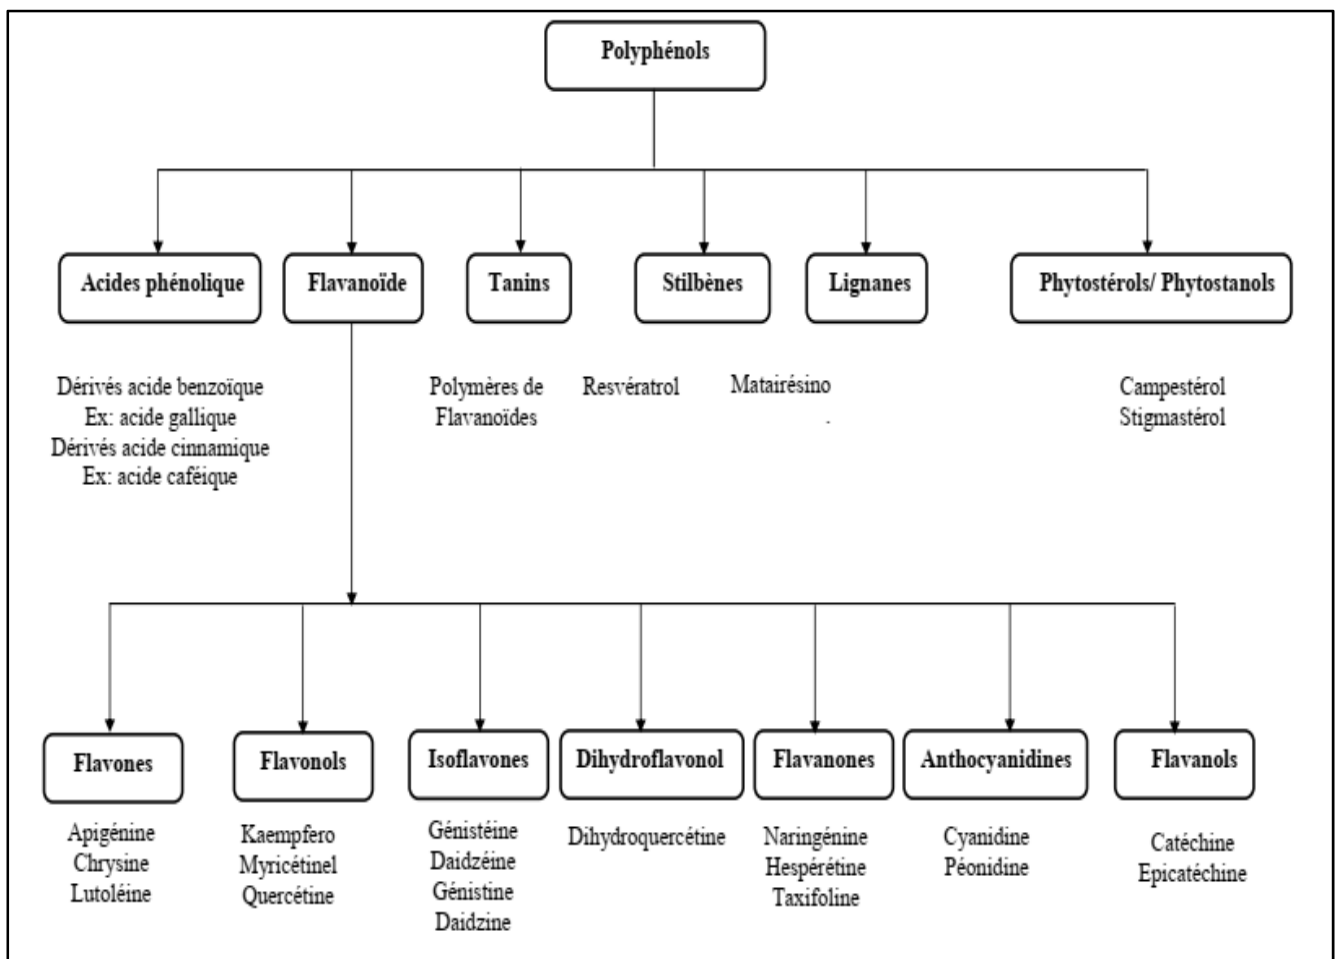 Polyphénols
Acides phénolique
Flavanoïde
Tanins
Stilbènes
Lignanes
Phytostérols/ Phytostanols
Dérivés acide benzoïque
Ex: acide gallique
Dérivés acide cinnamique
Ex: acide caféique
Polymères de
Flavanoïdes
Resvératrol
Matairésino
.
Campestérol
Stigmastérol
Flavones
Flavonols
Isoflavones
Dihydroflavonol
Flavanones
Anthocyanidines
Flavanols
Apigénine
Chrysine
Lutoléine
Kaempfero
Myricétinel
Quercétine
Génistéine
Daidzéine
Génistine
Daidzine
Dihydroquercétine
Naringénine
Hespérétine
Taxifoline
Cyanidine
Péonidine
Catéchine
Epicatéchine